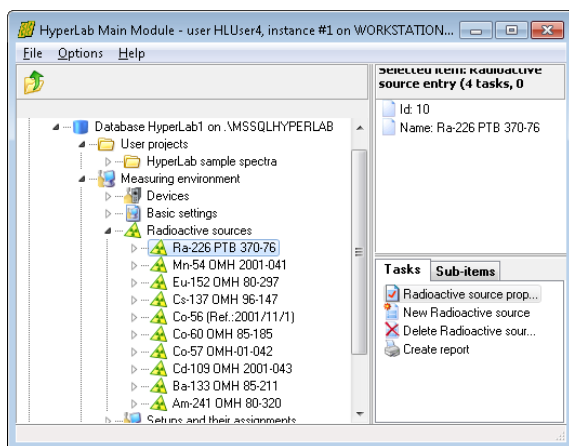 HyperLab Main Module - user HLUser4, instance #1 on WORKSTATION...
File Options Help
Selected item: Radioactive
source entry (4 tasks, 0
Id: 10
Name: Ra-226 PTB 370-76
Database HyperLab1 on .\MSSQLHYPERLAB
User projects
HyperLab sample spectra
Measuring environment
Devices
Basic settings
Radioactive sources
Ra-226 PTB 370-76
Mn-54 OMH 2001-041
Eu-152 OMH 80-297
Cs-137 OMH 96-147
Co-56 (Ref.:2001/11/1)
Co-60 OMH 85-185
Co-57 OMH-01-042
Cd-109 OMH 2001-043
Ba-133 OMH 85-211
Am-241 OMH 80-320
Setups and their assignments
Tasks Sub-items
Radioactive source prop...
New Radioactive source
Delete Radioactive sour...
Create report